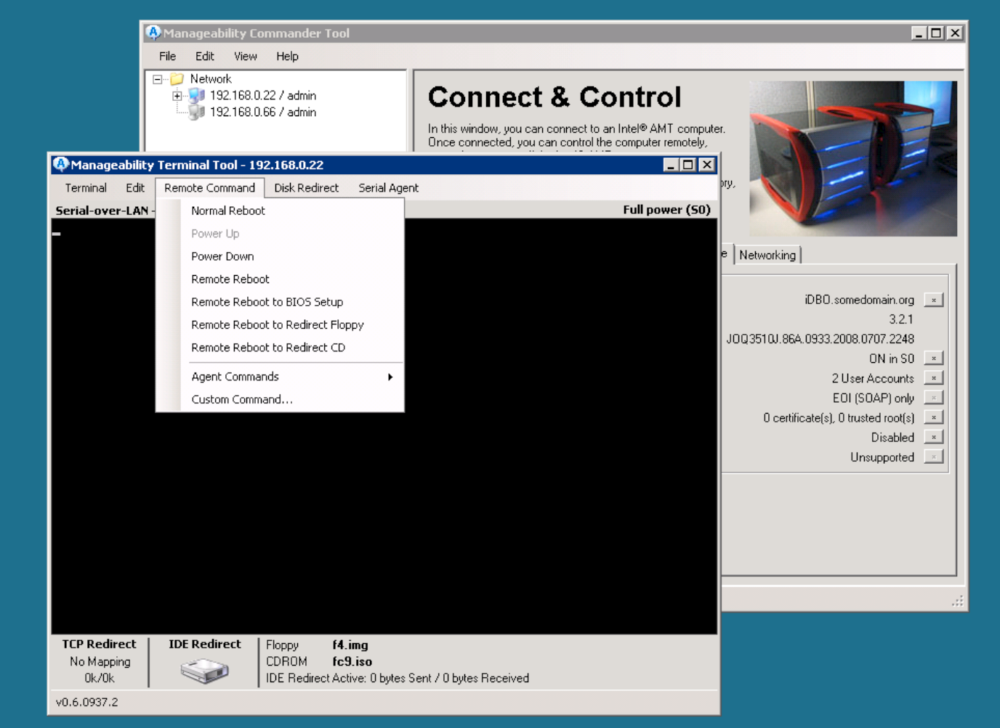 Manageability Commander Tool
File Edit View Help
Network
192.168.0.22 / admin
192.168.0.66 / admin
Connect & Control
In this window, you can connect to an Intel® AMT computer.
Once connected, you can control the computer remotely,
ory,
e Networking
iDBO.somedomain.org
3.2.1
JOQ3510J.86A.0933.2008.0707.2248
ON in S0
2 User Accounts
EOI (SOAP) only
0 certificate(s), 0 trusted root(s)
Disabled
Unsupported
Manageability Terminal Tool - 192.168.0.22
Terminal Edit Remote Command Disk Redirect Serial Agent
Serial-over-LAN - Full power (S0)
Normal Reboot
Power Up
Power Down
Remote Reboot
Remote Reboot to BIOS Setup
Remote Reboot to Redirect Floppy
Remote Reboot to Redirect CD
Agent Commands
Custom Command...
TCP Redirect
No Mapping
0k/0k
IDE Redirect
Floppy f4.img
CDROM fc9.iso
IDE Redirect Active: 0 bytes Sent / 0 bytes Received
v0.6.0937.2